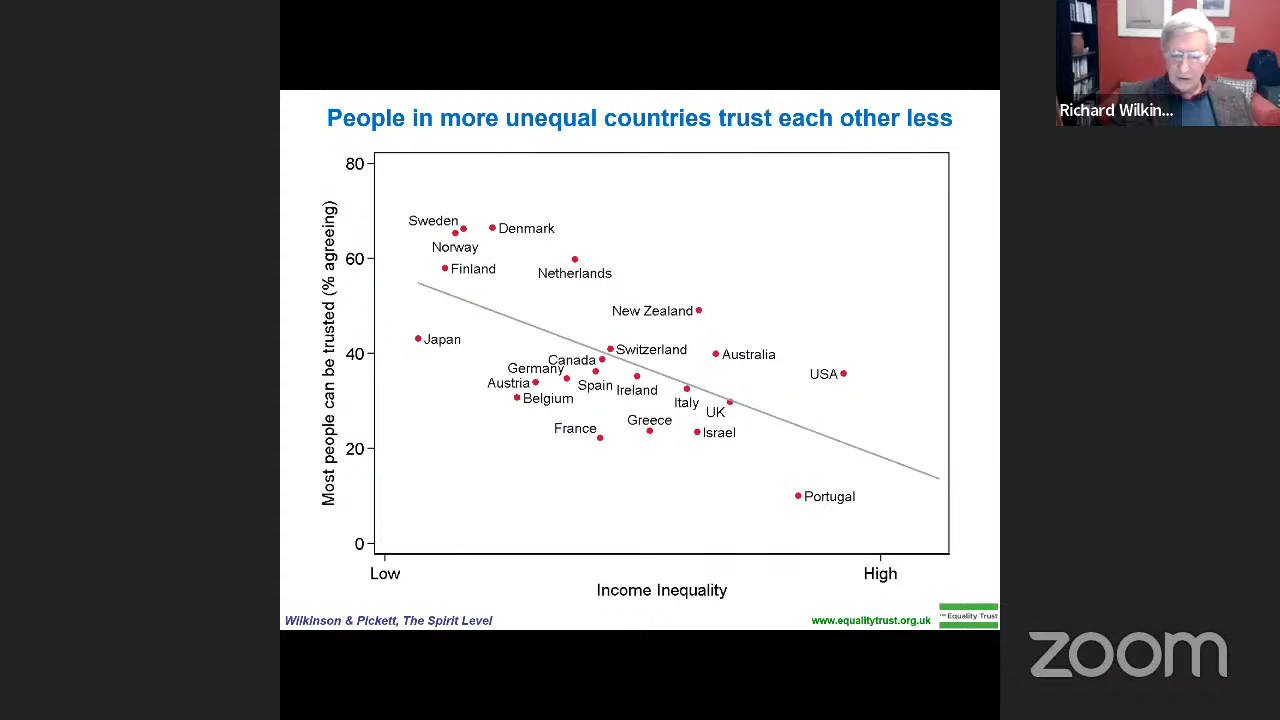 People in more unequal countries trust each other less
Richard Wilkin...
Most people can be trusted (% agreeing)
80
60
40
20
0
Sweden
Denmark
Norway
Finland
Netherlands
New Zealand
Japan
Switzerland
Canada
Australia
Germany
USA
Austria
Spain
Ireland
Belgium
Italy
UK
Greece
France
Israel
Portugal
Low
High
Income Inequality
Wilkinson & Pickett, The Spirit Level
www.equalitytrust.org.uk
The Equality Trust
zoom